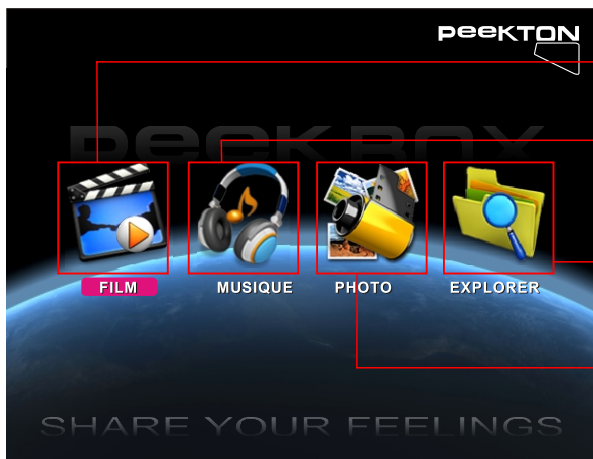 PEEKTON
PEEKBOX
FILM MUSIQUE PHOTO EXPLORER
SHARE YOUR FEELINGS